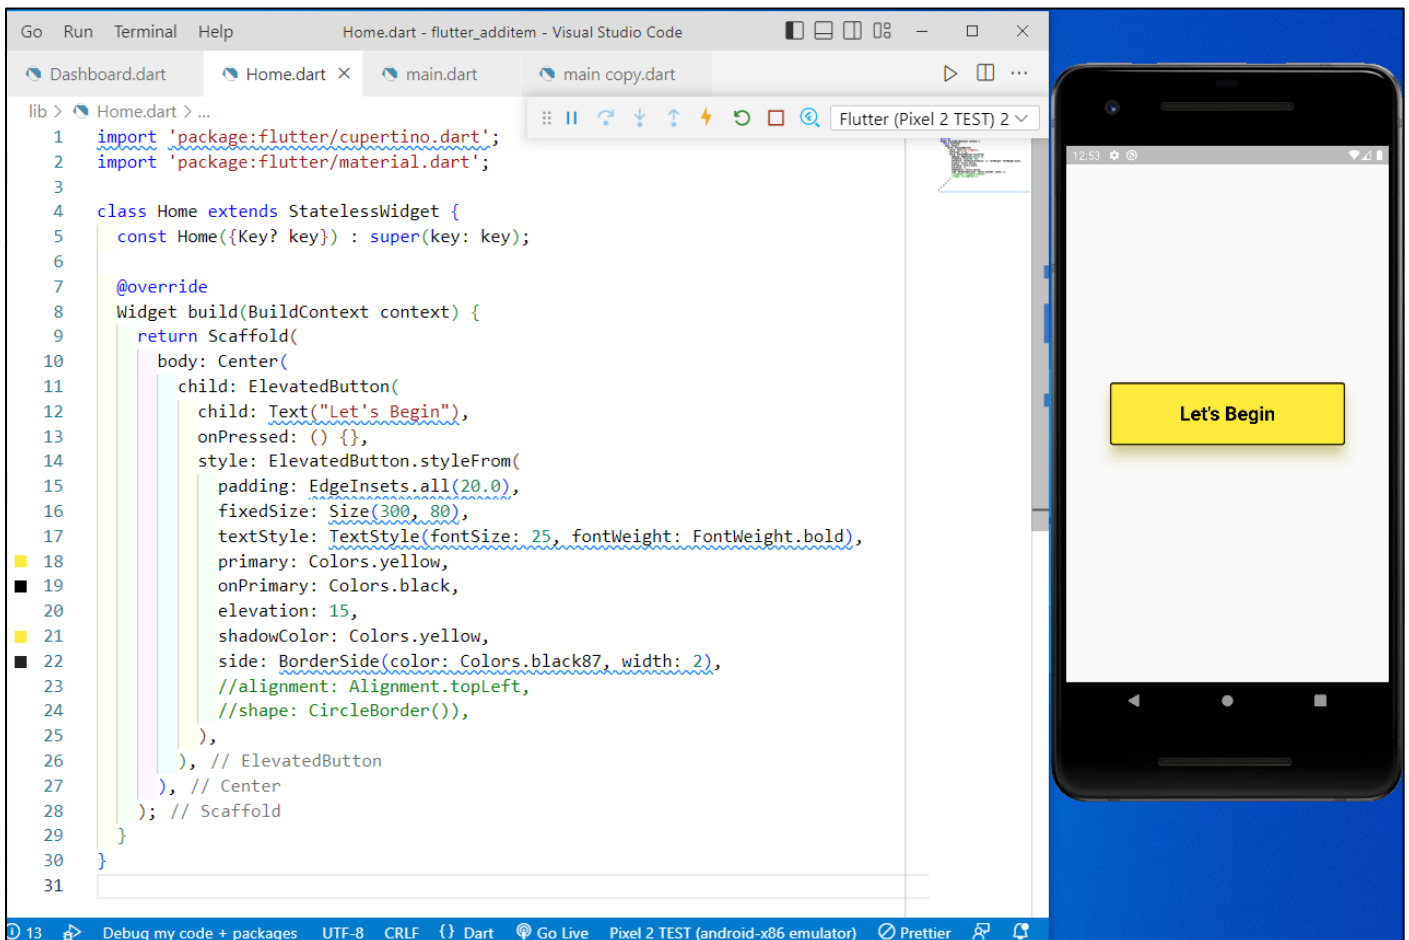 Go Run Terminal Help Home.dart - flutter_additem - Visual Studio Code
Dashboard.dart Home.dart main.dart main copy.dart
lib > Home.dart > ...
Flutter (Pixel 2 TEST) 2
1 import 'package:flutter/cupertino.dart';
2 import 'package:flutter/material.dart';
3
4 class Home extends StatelessWidget {
5 const Home({Key? key}) : super(key: key);
6
7 @override
8 Widget build(BuildContext context) {
9 return Scaffold(
10 body: Center(
11 child: ElevatedButton(
12 child: Text("Let's Begin"),
13 onPressed: () {},
14 style: ElevatedButton.styleFrom(
15 padding: EdgeInsets.all(20.0),
16 fixedSize: Size(300, 80),
17 textStyle: TextStyle(fontSize: 25, fontWeight: FontWeight.bold),
18 primary: Colors.yellow,
19 onPrimary: Colors.black,
20 elevation: 15,
21 shadowColor: Colors.yellow,
22 side: BorderSide(color: Colors.black87, width: 2),
23 //alignment: Alignment.topLeft,
24 //shape: CircleBorder()),
25 ),
26 ), // ElevatedButton
27 ), // Center
28 ); // Scaffold
29 }
30 }
31
13 Debug my code + packages UTF-8 CRLF {} Dart Go Live Pixel 2 TEST (android-x86 emulator) Prettier
12:53
Let's Begin